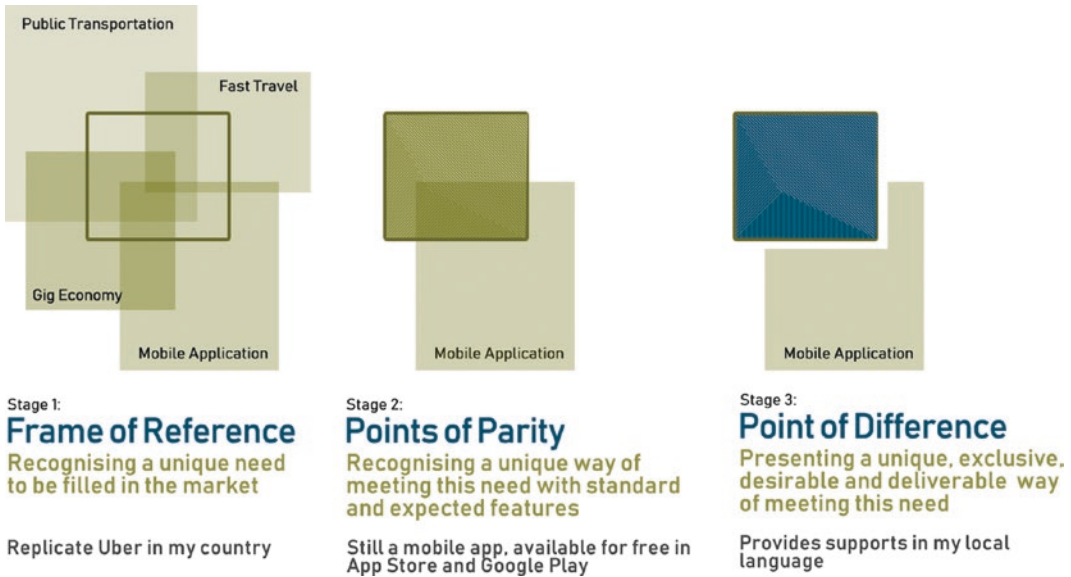 Public Transportation
Fast Travel
Gig Economy
Mobile Application
Mobile Application
Mobile Application
Stage 1:
Frame of Reference
Recognising a unique need
to be filled in the market
Replicate Uber in my country
Stage 2:
Points of Parity
Recognising a unique way of
meeting this need with standard
and expected features
Still a mobile app, available for free in
App Store and Google Play
Stage 3:
Point of Difference
Presenting a unique, exclusive,
desirable and deliverable way
of meeting this need
Provides supports in my local
language